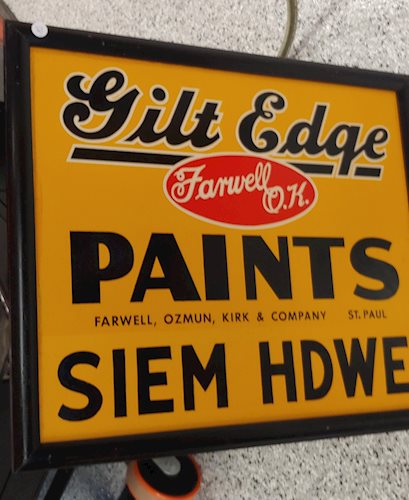 Gilt Edge
Farwell
O.K.
PAINTS
FARWELL, OZMUN, KIRK & COMPANY ST. PAUL
SIEM HDWE